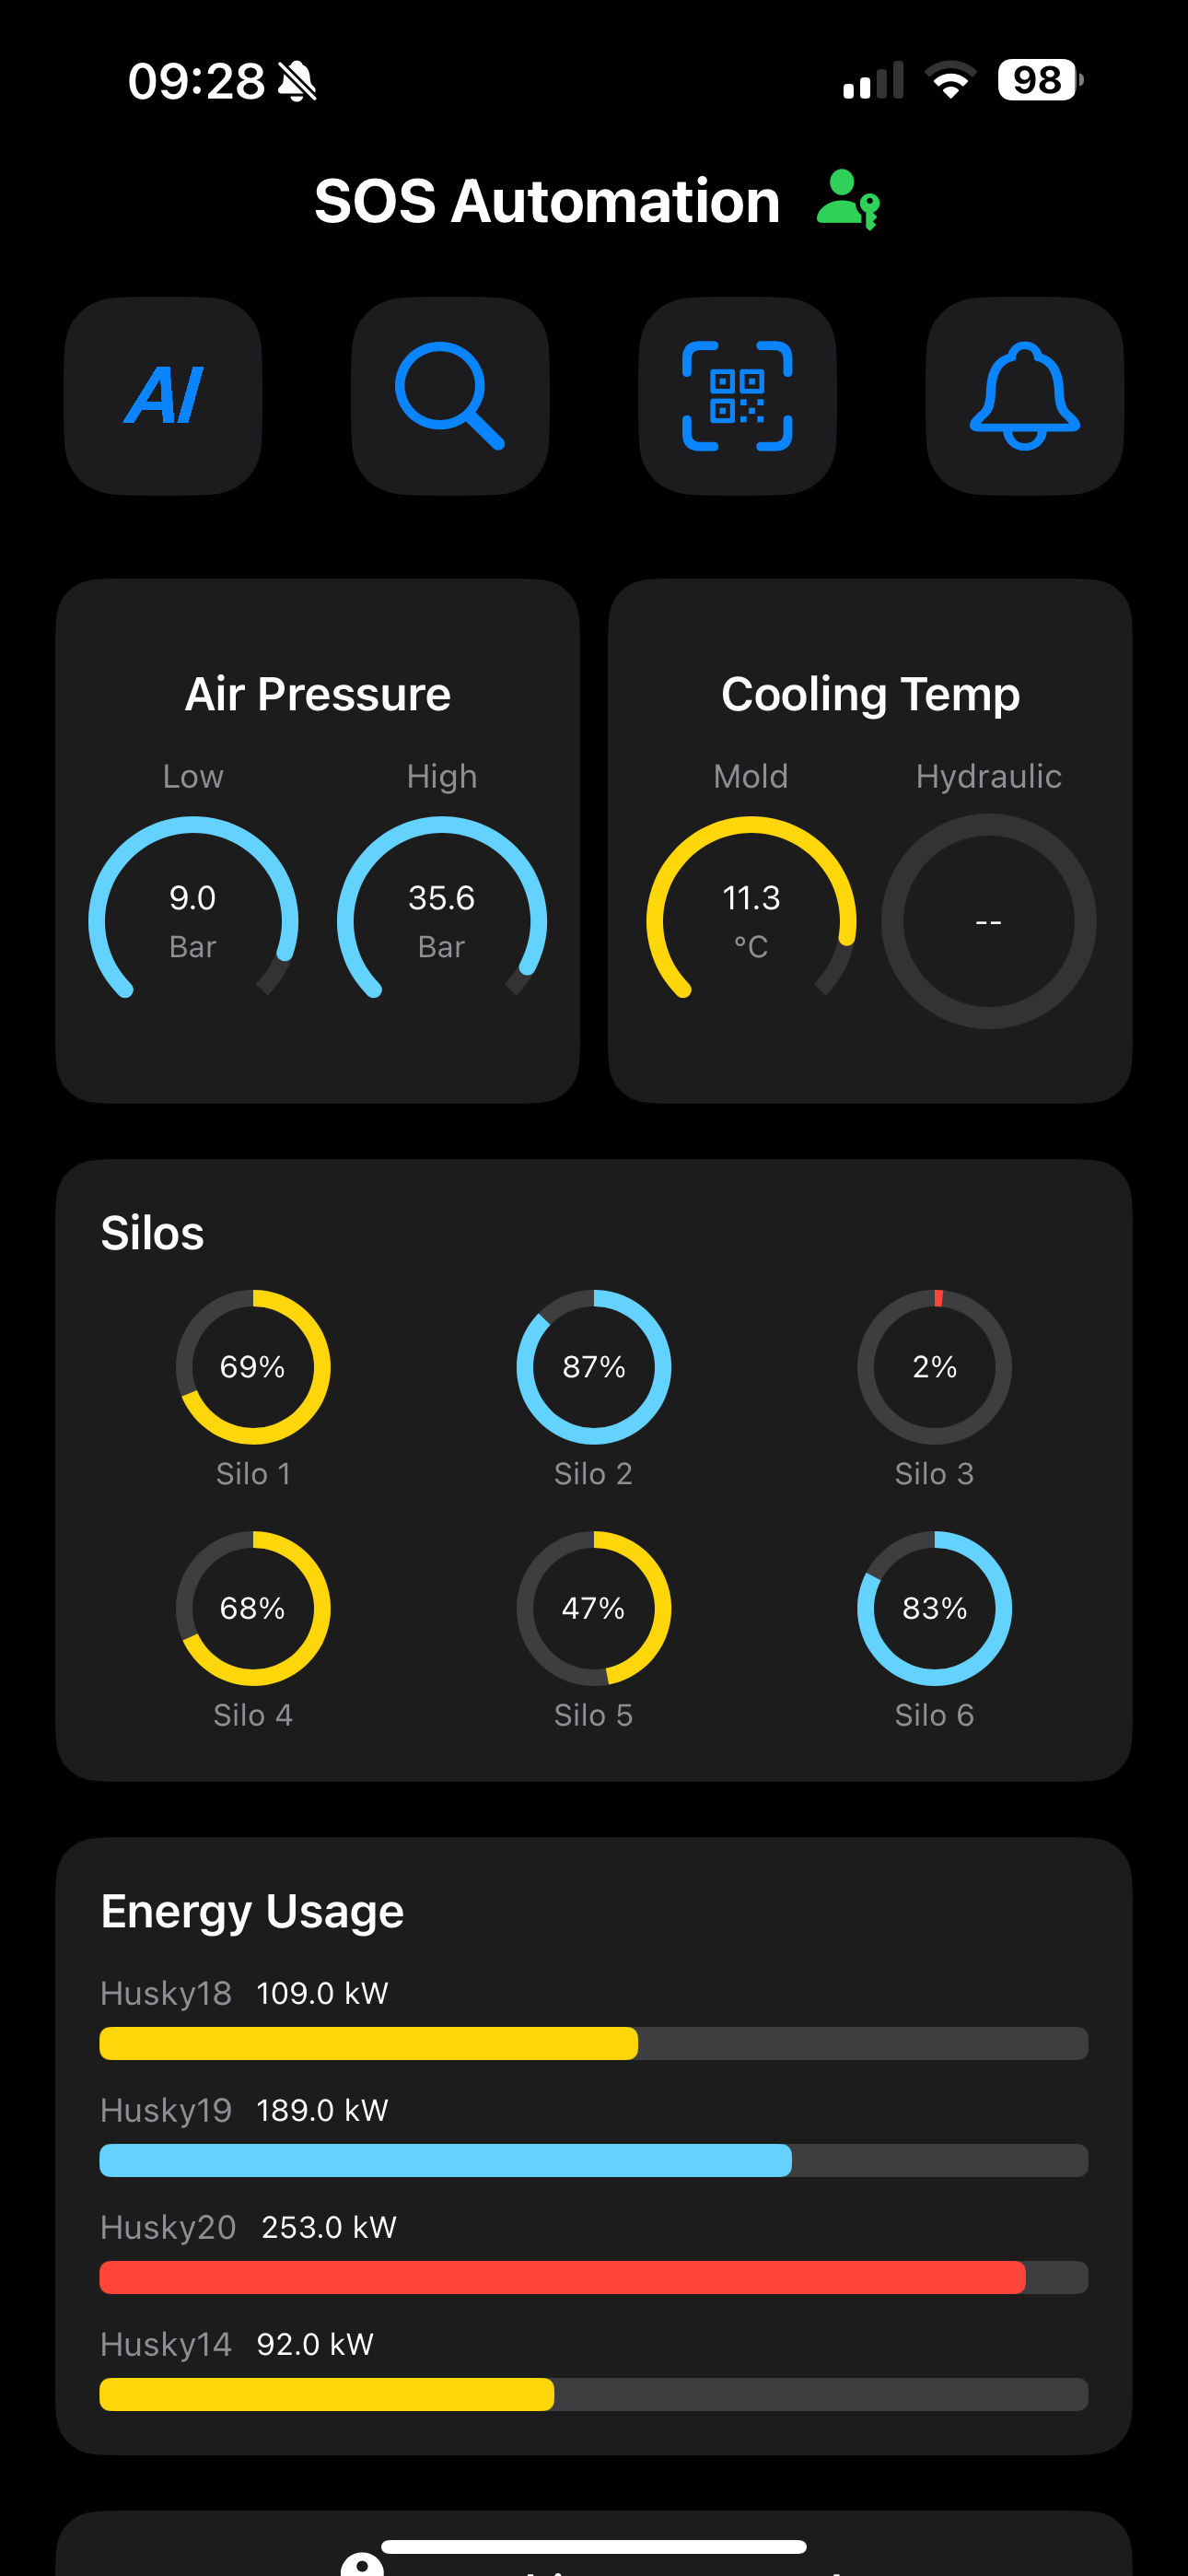 09:28 98
SOS Automation
AI
Air Pressure
Low High
9.0 35.6
Bar Bar
Cooling Temp
Mold Hydraulic
11.3 --
°C
Silos
69% 87% 2%
Silo 1 Silo 2 Silo 3
68% 47% 83%
Silo 4 Silo 5 Silo 6
Energy Usage
Husky18 109.0 kW
Husky19 189.0 kW
Husky20 253.0 kW
Husky14 92.0 kW